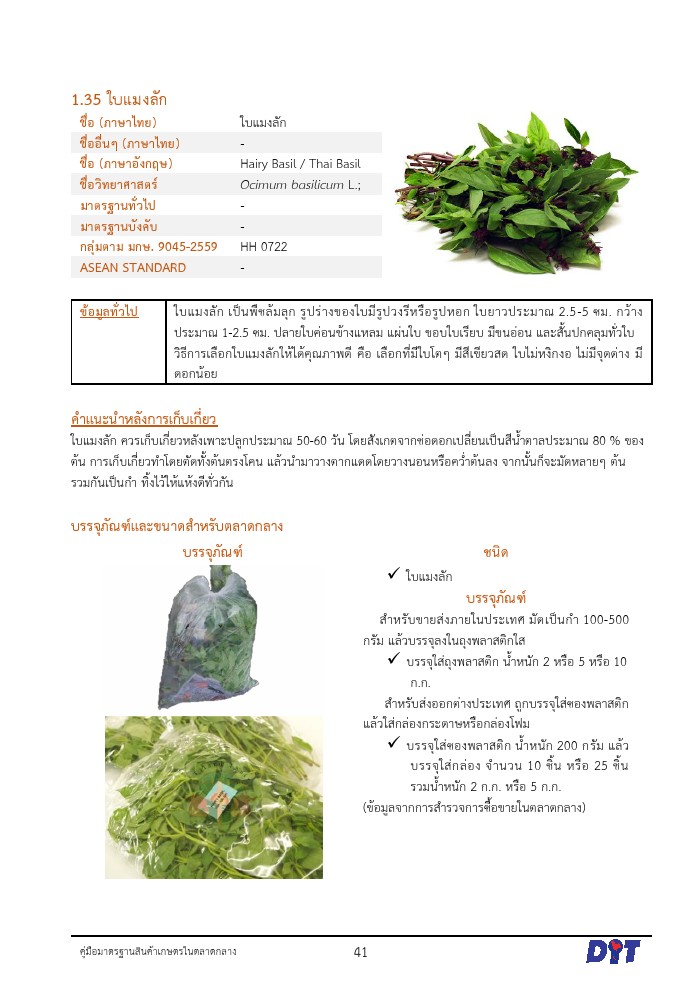 1.35 ใบแมงลัก
ชื่อ (ภาษาไทย) ใบแมงลัก
ชื่ออื่นๆ (ภาษาไทย) -
ชื่อ (ภาษาอังกฤษ) Hairy Basil / Thai Basil
ชื่อวิทยาศาสตร์ Ocimum basilicum L.;
มาตรฐานทั่วไป -
มาตรฐานบังคับ -
กลุ่มตาม มกษ. 9045-2559 HH 0722
ASEAN STANDARD -
ข้อมูลทั่วไป ใบแมงลัก เป็นพืชล้มลุก รูปร่างของใบมีรูปวงรีหรือรูปหอก ใบยาวประมาณ 2.5-5 ซม. กว้าง
ประมาณ 1-2.5 ซม. ปลายใบค่อนข้างแหลม แผ่นใบ ขอบใบเรียบ มีขนอ่อน และสั้นปกคลุมทั่วใบ
วิธีการเลือกใบแมงลักให้ได้คุณภาพดี คือ เลือกที่มีใบโตๆ มีสีเขียวสด ใบไม่หงิกงอ ไม่มีจุดต่าง มี
ดอกน้อย
คำแนะนำหลังการเก็บเกี่ยว
ใบแมงลัก ควรเก็บเกี่ยวหลังเพาะปลูกประมาณ 50-60 วัน โดยสังเกตจากช่อดอกเปลี่ยนเป็นสีน้ำตาลประมาณ 80 % ของ
ต้น การเก็บเกี่ยวทำโดยตัดทั้งต้นตรงโคน แล้วนำมาวางตากแดดโดยวางนอนหรือคว่ำต้นลง จากนั้นก็จะมัดหลายๆ ต้น
รวมกันเป็นกำ ทิ้งไว้ให้แห้งดีทั่วกัน
บรรจุภัณฑ์และขนาดสำหรับตลาดกลาง
บรรจุภัณฑ์ ชนิด
✓ ใบแมงลัก
บรรจุภัณฑ์
สำหรับขายส่งภายในประเทศ มัดเป็นกำ 100-500
กรัม แล้วบรรจุลงในถุงพลาสติกใส
✓ บรรจุใส่ถุงพลาสติก น้ำหนัก 2 หรือ 5 หรือ 10
ก.ก.
สำหรับส่งออกต่างประเทศ ถูกบรรจุใส่ซองพลาสติก
แล้วใส่กล่องกระดาษหรือกล่องโฟม
✓ บรรจุใส่ซองพลาสติก น้ำหนัก 200 กรัม แล้ว
บรรจุใส่กล่อง จำนวน 10 ชิ้น หรือ 25 ชิ้น
รวมน้ำหนัก 2 ก.ก. หรือ 5 ก.ก.
(ข้อมูลจากการสำรวจการซื้อขายในตลาดกลาง)
คู่มือมาตรฐานสินค้าเกษตรในตลาดกลาง 41 DIT